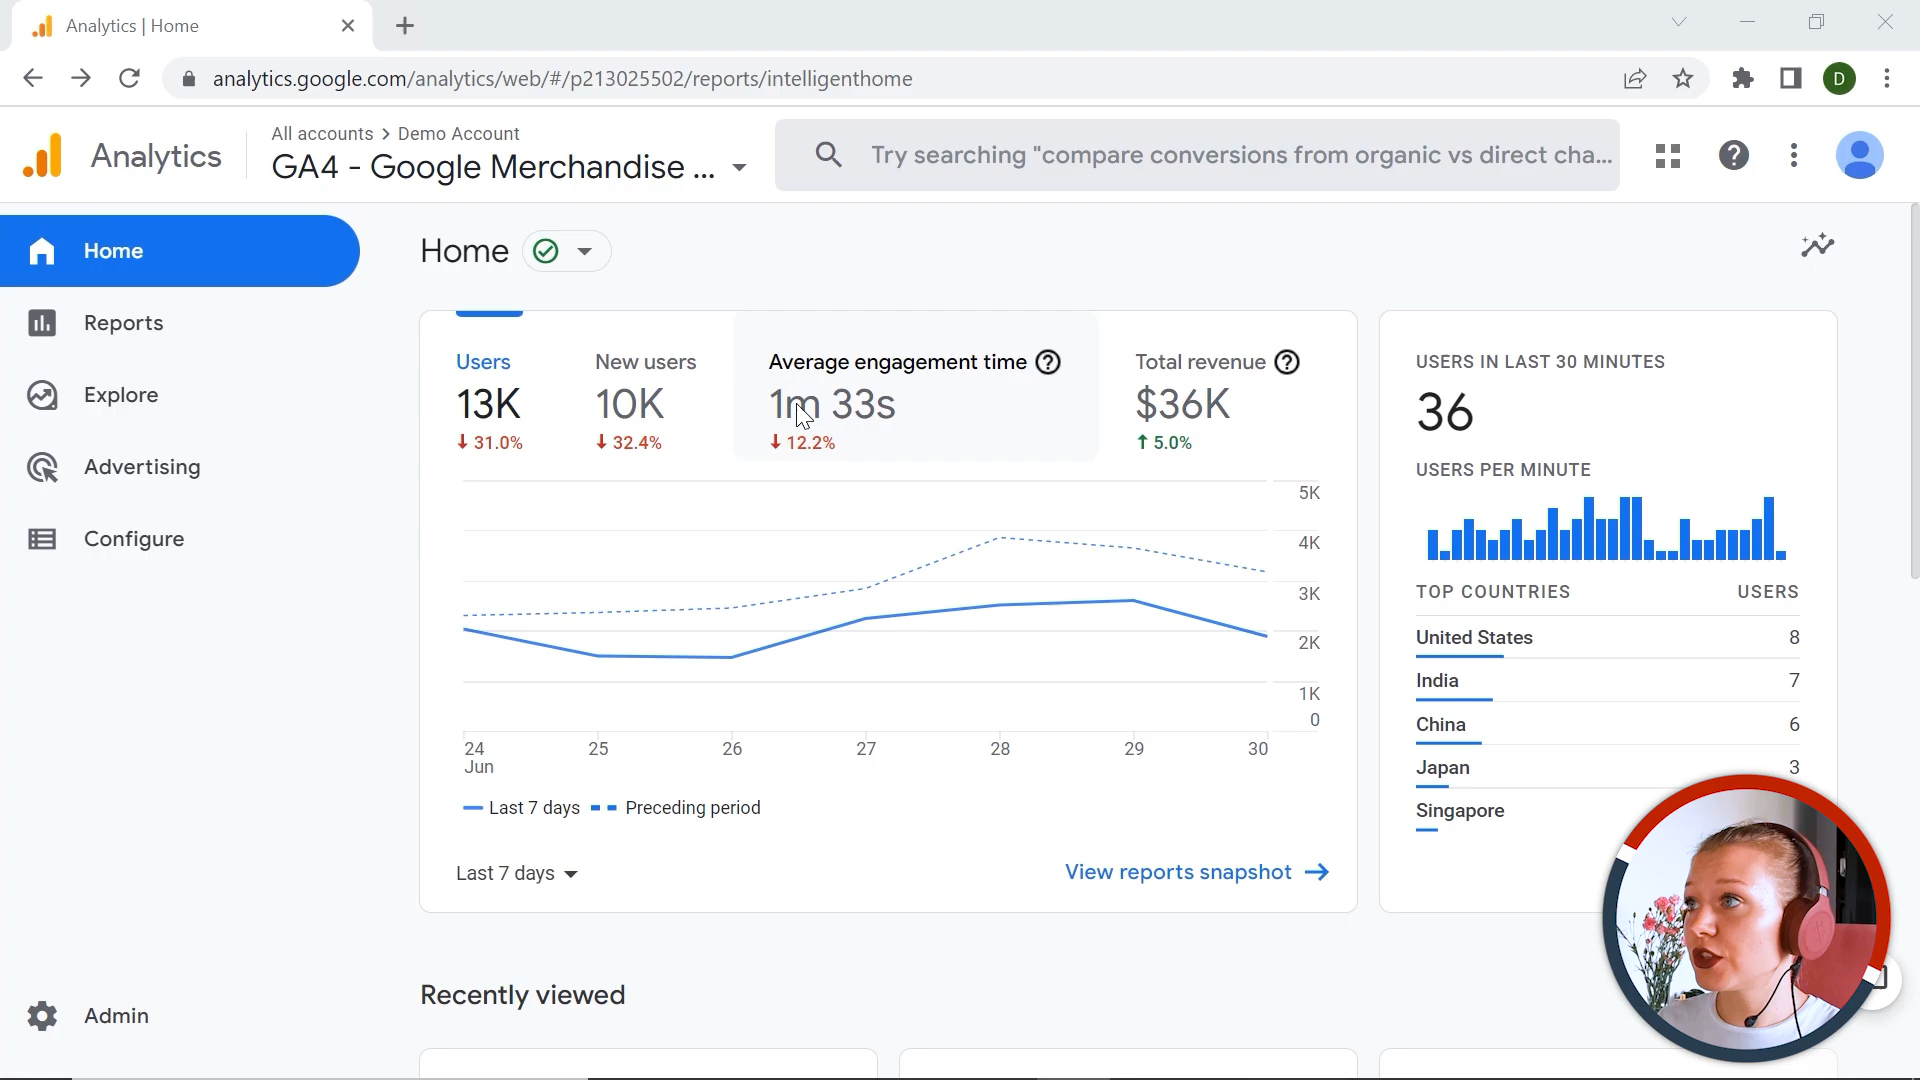 Analytics | Home
analytics.google.com/analytics/web/#/p213025502/reports/intelligenthome
D
Analytics
All accounts > Demo Account
GA4 - Google Merchandise ...
Try searching "compare conversions from organic vs direct cha...
Home
Reports
Explore
Advertising
Configure
Admin
Home
Users
13K
↓ 31.0%
New users
10K
↓ 32.4%
Average engagement time
1m 33s
↓ 12.2%
Total revenue
$36K
↑ 5.0%
5K
4K
3K
2K
1K
0
24 25 26 27 28 29 30
Jun
Last 7 days Preceding period
Last 7 days
View reports snapshot
USERS IN LAST 30 MINUTES
36
USERS PER MINUTE
TOP COUNTRIES USERS
United States 8
India 7
China 6
Japan 3
Singapore
Recently viewed